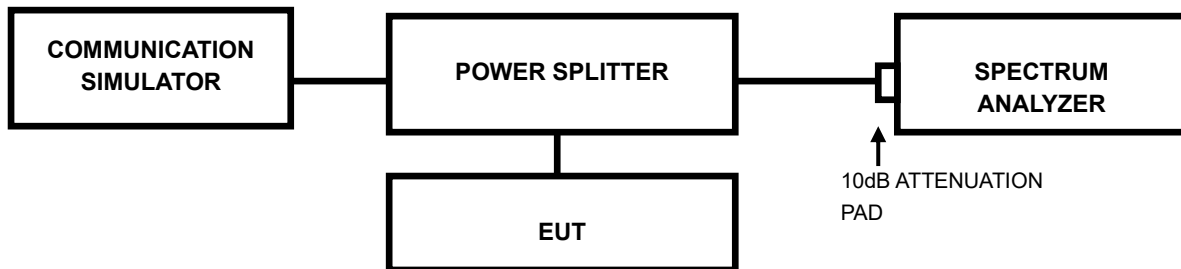 COMMUNICATION
SIMULATOR
POWER SPLITTER
SPECTRUM
ANALYZER
10dB ATTENUATION
PAD
EUT